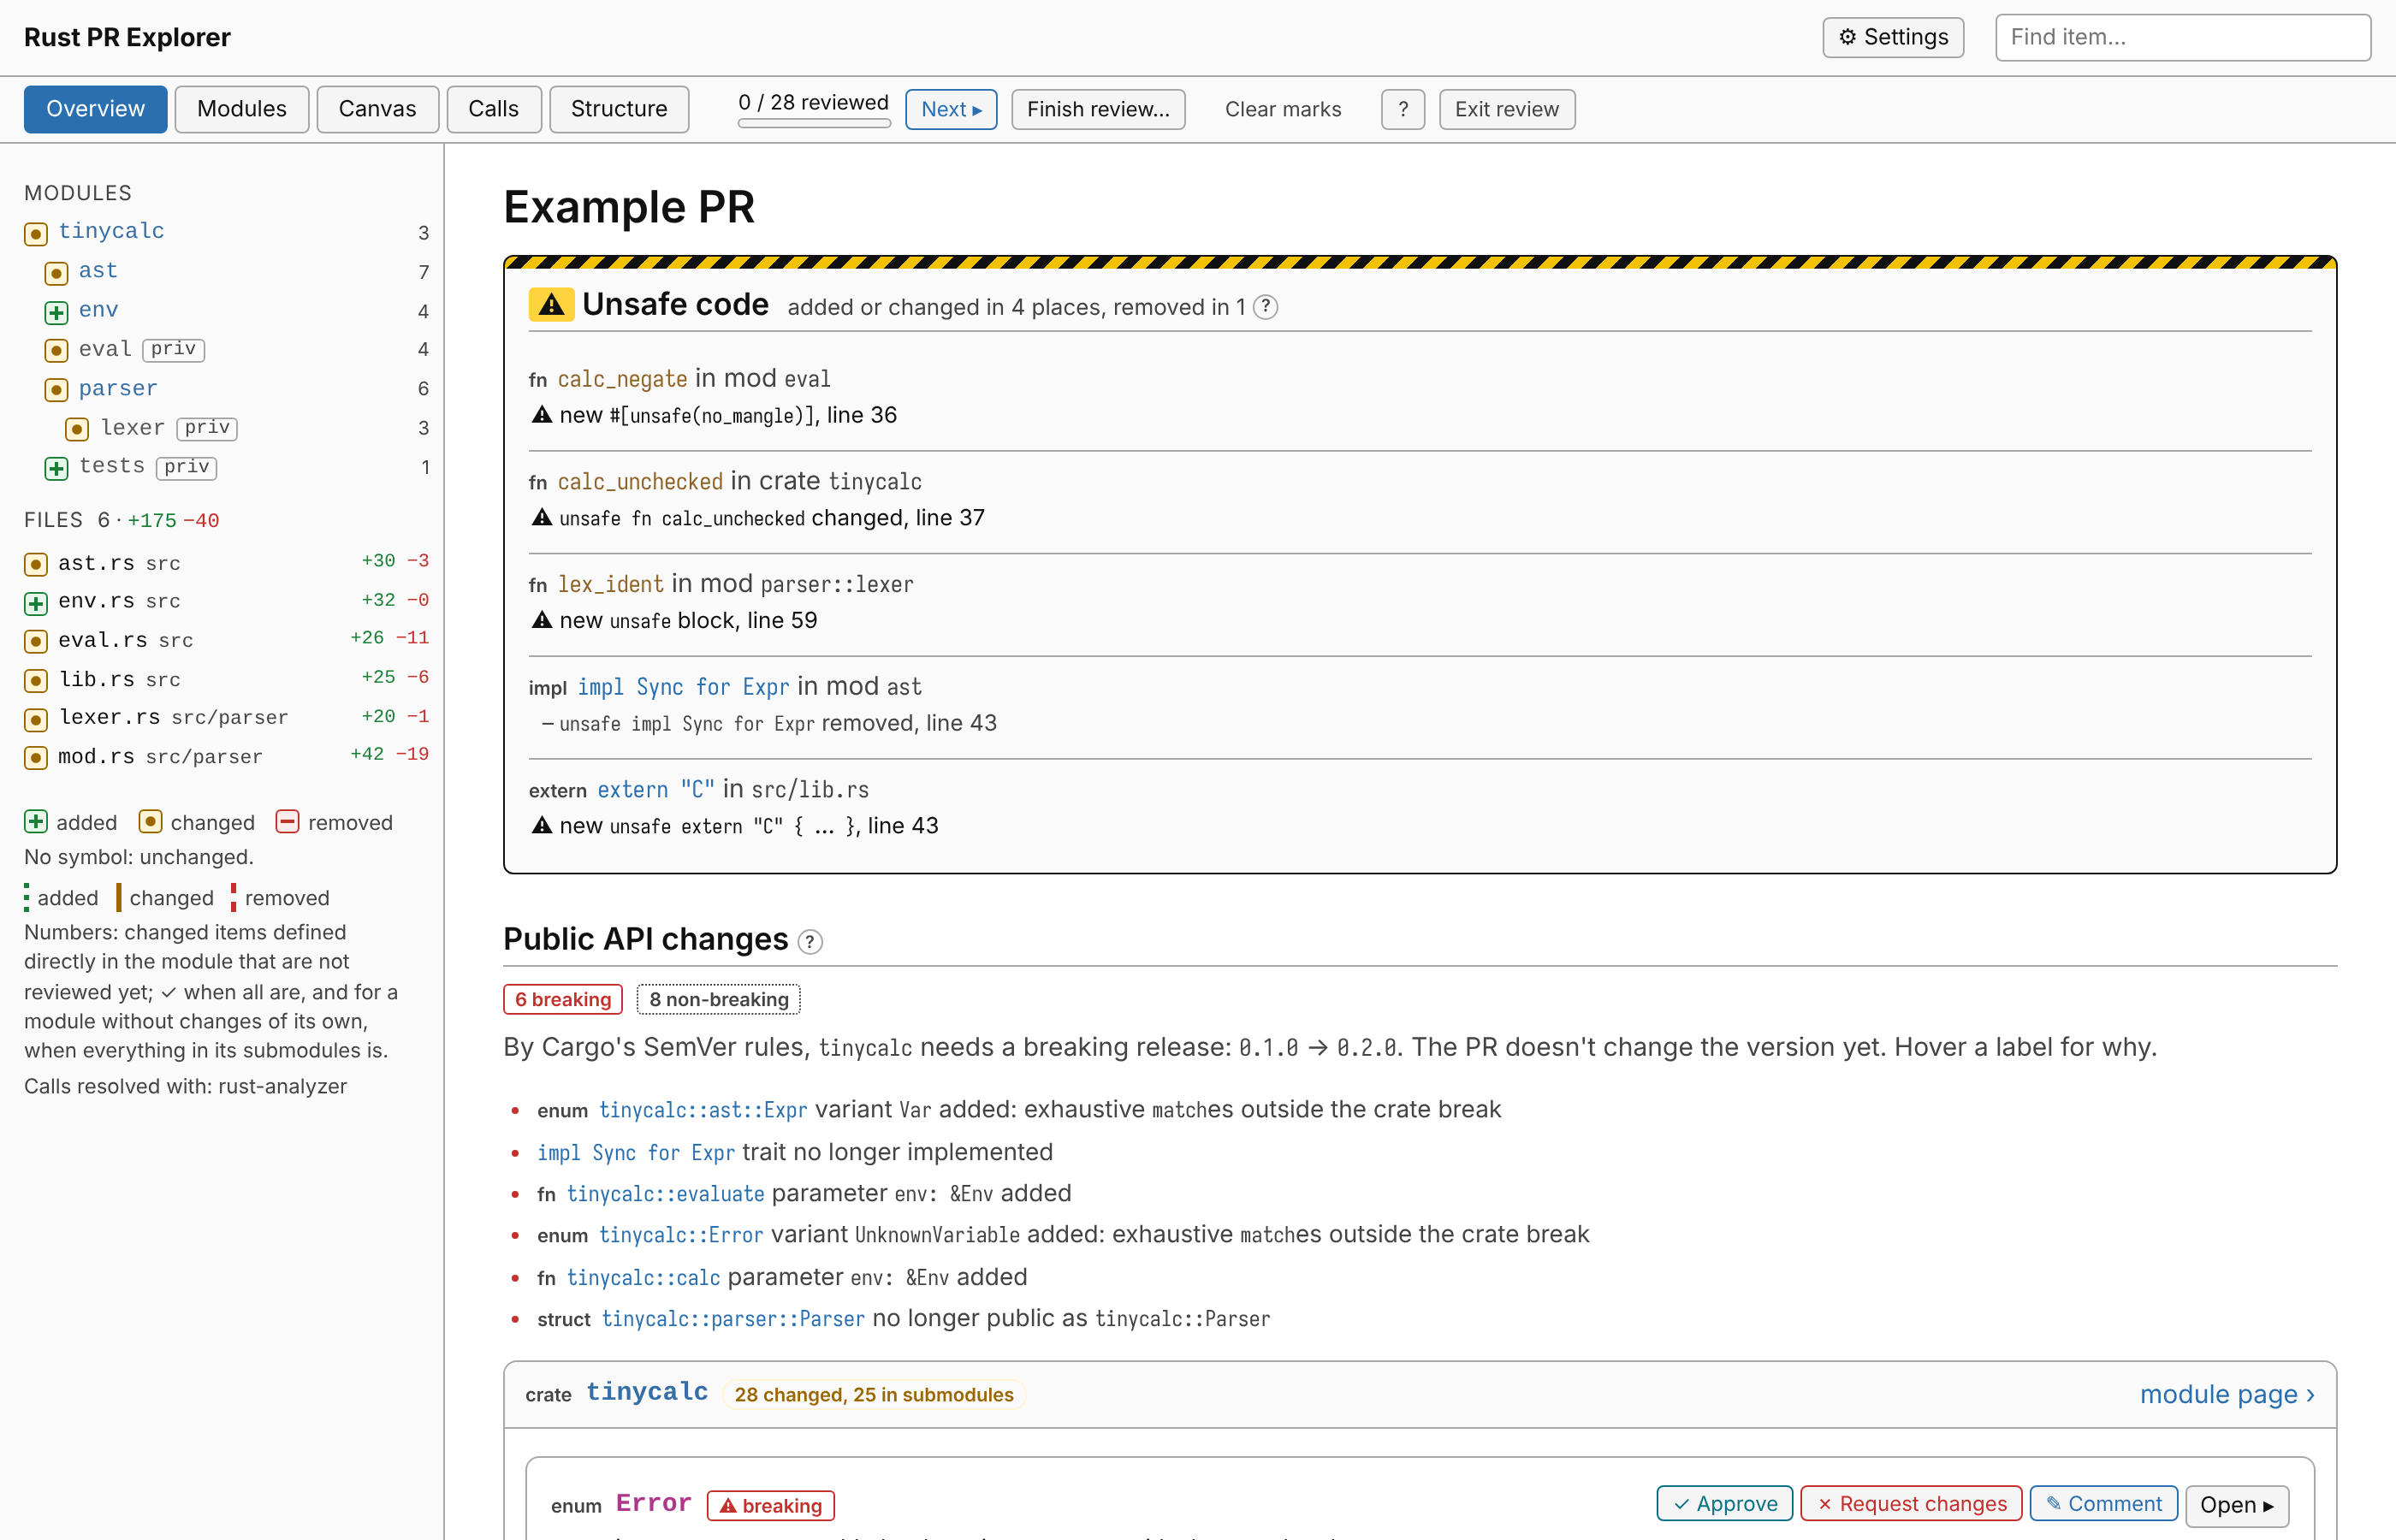 Rust PR Explorer
⚙ Settings
Find item...
Overview
Modules
Canvas
Calls
Structure
0 / 28 reviewed
Next ▸
Finish review...
Clear marks
?
Exit review
MODULES
tinycalc 3
ast 7
env 4
eval priv 4
parser 6
lexer priv 3
tests priv 1
FILES 6 · +175 −40
ast.rs src +30 −3
env.rs src +32 −0
eval.rs src +26 −11
lib.rs src +25 −6
lexer.rs src/parser +20 −1
mod.rs src/parser +42 −19
added changed removed
No symbol: unchanged.
added changed removed
Numbers: changed items defined
directly in the module that are not
reviewed yet; ✓ when all are, and for a
module without changes of its own,
when everything in its submodules is.
Calls resolved with: rust-analyzer
Example PR
Unsafe code added or changed in 4 places, removed in 1 ?
fn calc_negate in mod eval
⚠ new #[unsafe(no_mangle)], line 36
fn calc_unchecked in crate tinycalc
⚠ unsafe fn calc_unchecked changed, line 37
fn lex_ident in mod parser::lexer
⚠ new unsafe block, line 59
impl impl Sync for Expr in mod ast
− unsafe impl Sync for Expr removed, line 43
extern extern "C" in src/lib.rs
⚠ new unsafe extern "C" { … }, line 43
Public API changes ?
6 breaking 8 non-breaking
By Cargo's SemVer rules, tinycalc needs a breaking release: 0.1.0 → 0.2.0. The PR doesn't change the version yet. Hover a label for why.
• enum tinycalc::ast::Expr variant Var added: exhaustive matches outside the crate break
• impl Sync for Expr trait no longer implemented
• fn tinycalc::evaluate parameter env: &Env added
• enum tinycalc::Error variant UnknownVariable added: exhaustive matches outside the crate break
• fn tinycalc::calc parameter env: &Env added
• struct tinycalc::parser::Parser no longer public as tinycalc::Parser
crate tinycalc 28 changed, 25 in submodules module page ›
enum Error ⚠ breaking ✓ Approve × Request changes ✎ Comment Open ▸